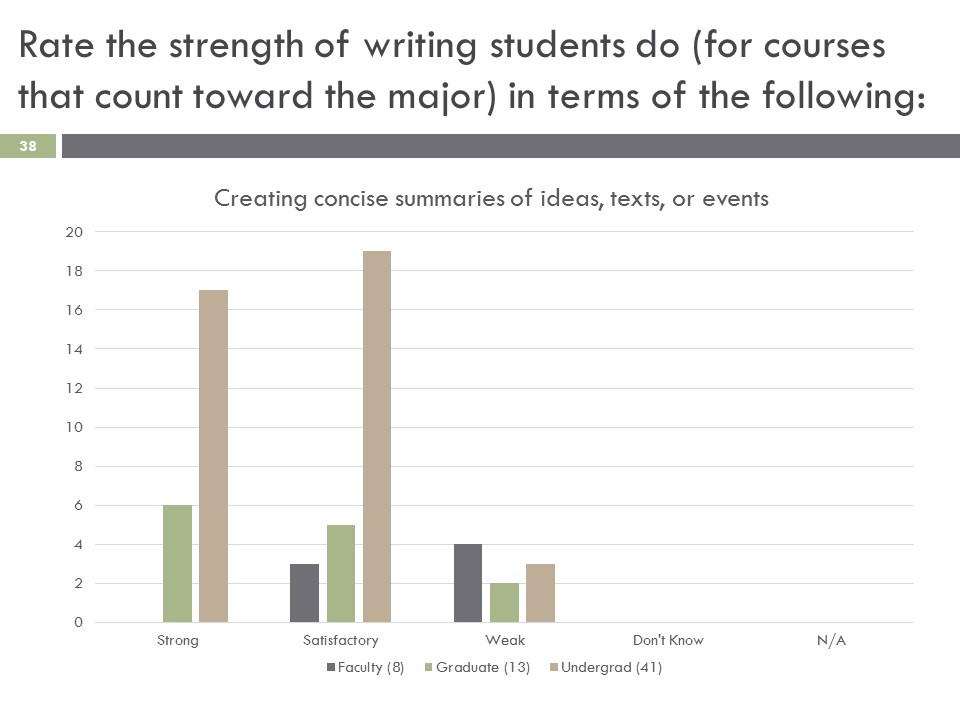 Rate the strength of writing students do (for courses
that count toward the major) in terms of the following:
38
Creating concise summaries of ideas, texts, or events
20
18
16
14
12
10
8
6
4
2
0
Strong Satisfactory Weak Don't Know N/A
Faculty (8) Graduate (13) Undergrad (41)